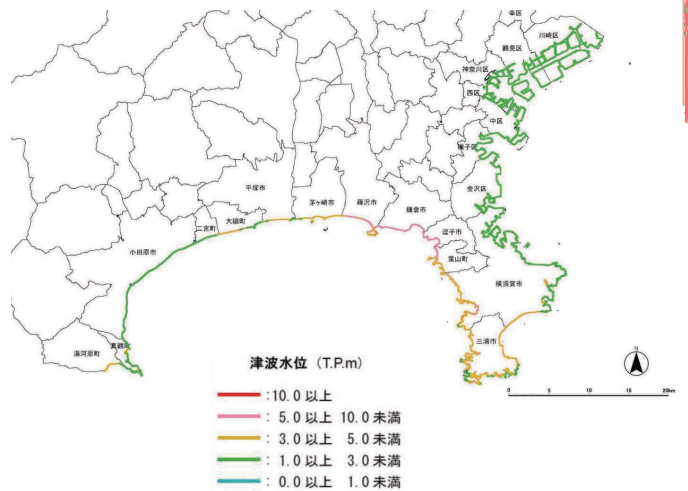 幸区
川崎区
鶴見区
神奈川区
西区
中区
磯子区
金沢区
平塚市
茅ヶ崎市
藤沢市
鎌倉市
大磯町
二宮町
逗子市
葉山町
小田原市
横須賀市
三浦市
真鶴町
湯河原町
津波水位 (T.P.m)
:10.0以上
: 5.0以上 10.0未満
: 3.0以上 5.0未満
: 1.0以上 3.0未満
: 0.0以上 1.0未満
N
0 5 10 15 20km